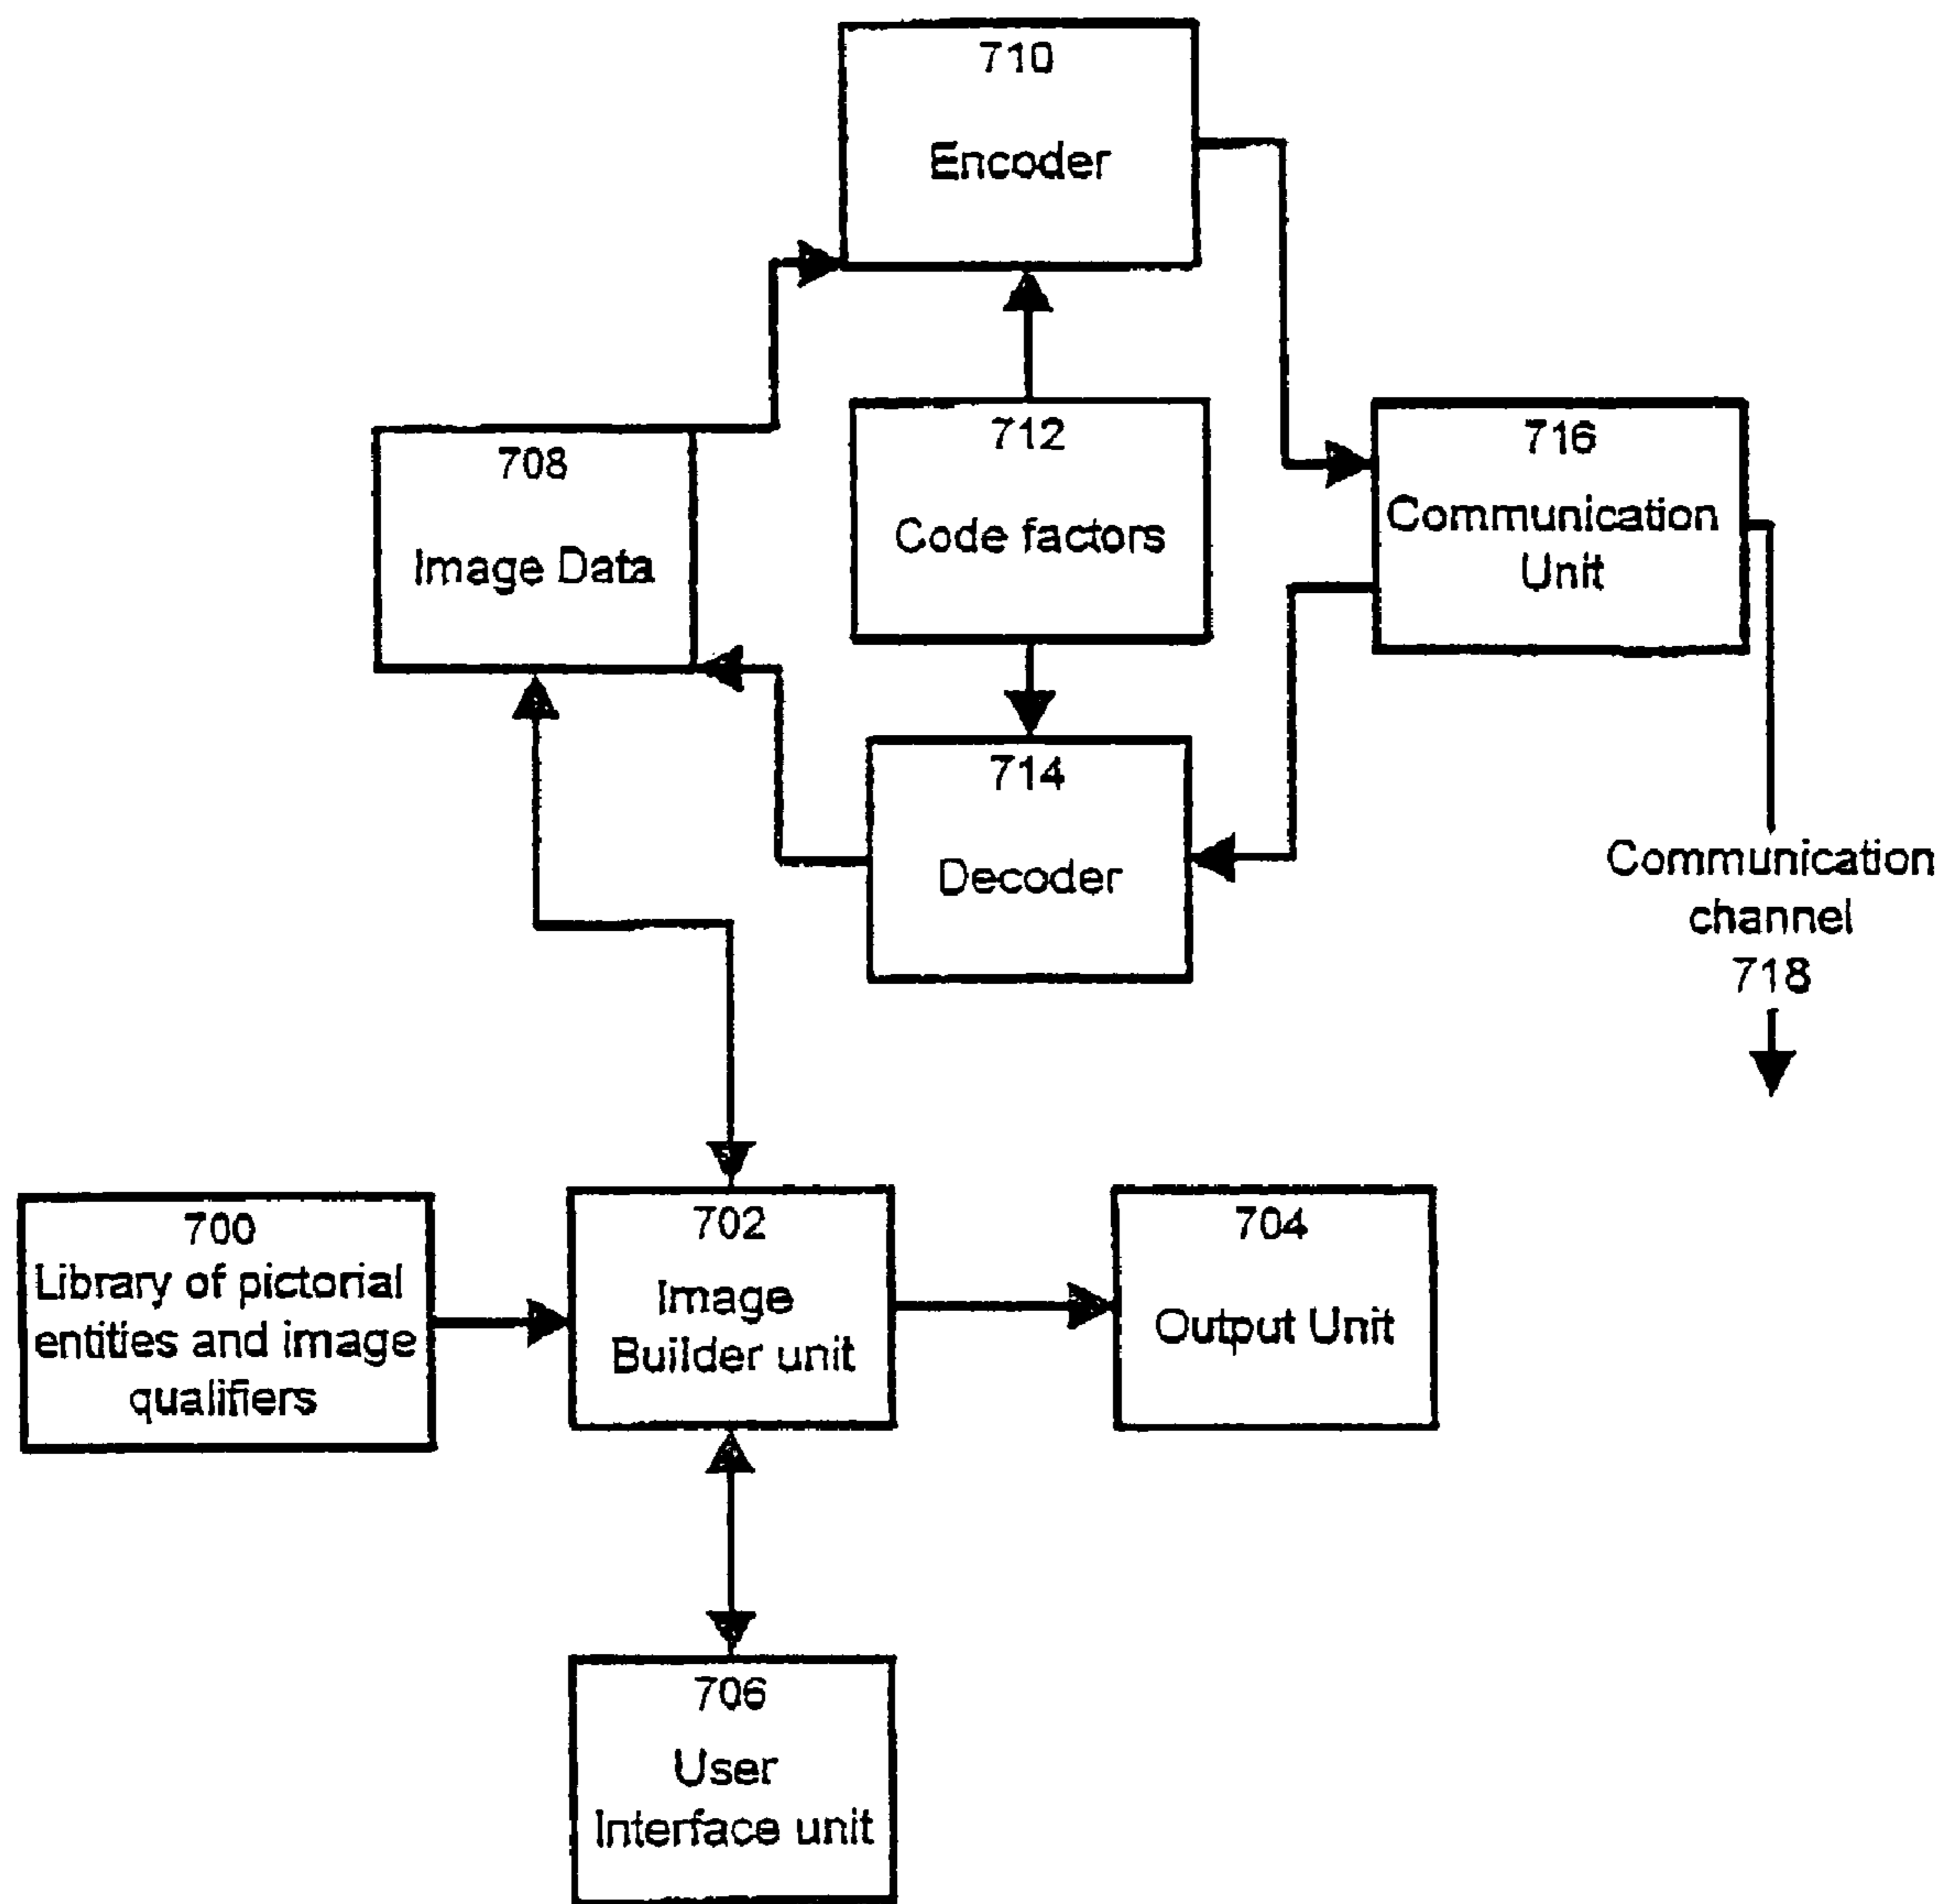 710
Encoder
712
Code factors
708
Image Data
716
Communication
Unit
714
Decoder
Communication
channel
718
700
Library of pictorial
entities and image
qualifiers
702
Image
Builder unit
704
Output Unit
706
User
Interface unit